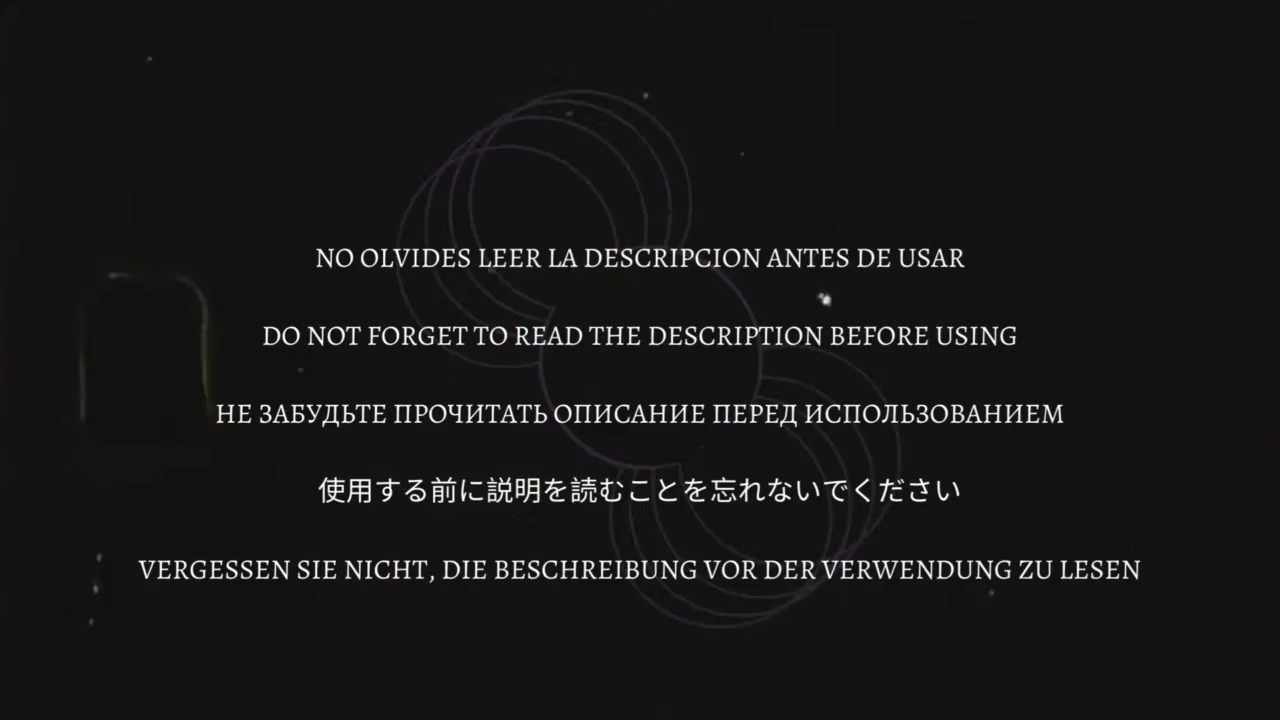 NO OLVIDES LEER LA DESCRIPCION ANTES DE USAR
DO NOT FORGET TO READ THE DESCRIPTION BEFORE USING
НЕ ЗАБУДЬТЕ ПРОЧИТАТЬ ОПИСАНИЕ ПЕРЕД ИСПОЛЬЗОВАНИЕМ
使用する前に説明を読むことを忘れないでください
VERGESSEN SIE NICHT, DIE BESCHREIBUNG VOR DER VERWENDUNG ZU LESEN